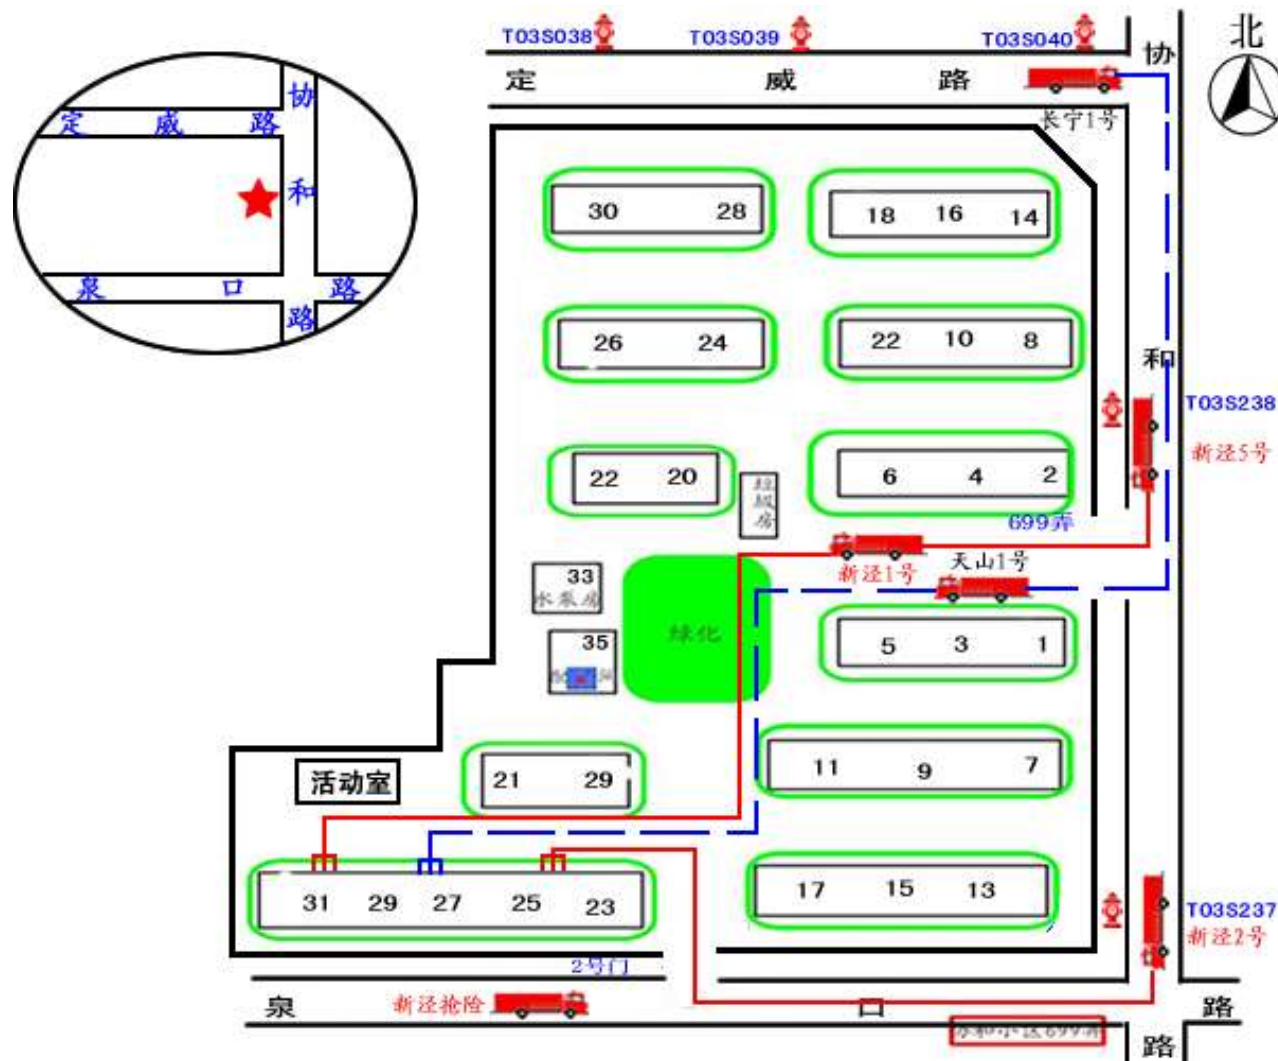 T03S038
T03S039
T03S040
北
定 威 路
协
和
长宁1号
协
和
路
定 威 路
泉 口 路
30 28
18 16 14
26 24
22 10 8
T03S238
新泾5号
22 20
6 4 2
垃圾房
699弄
新泾1号
天山1号
33
水泵房
绿化
35
5 3 1
活动室
21 29
11 9 7
31 29 27 25 23
17 15 13
T03S237
新泾2号
2号门
泉 口 路
新泾抢险
路